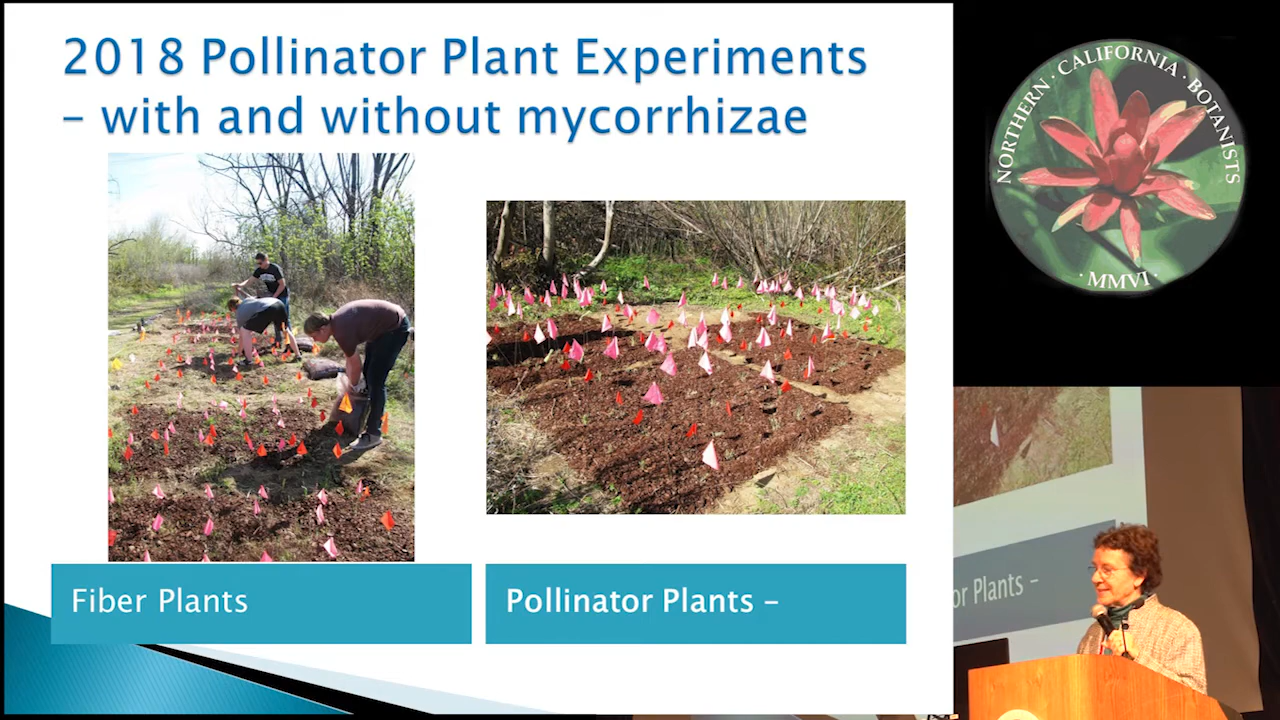 2018 Pollinator Plant Experiments
– with and without mycorrhizae
Fiber Plants
Pollinator Plants –
NORTHERN · CALIFORNIA · BOTANISTS
· MMVI ·
or Plants –